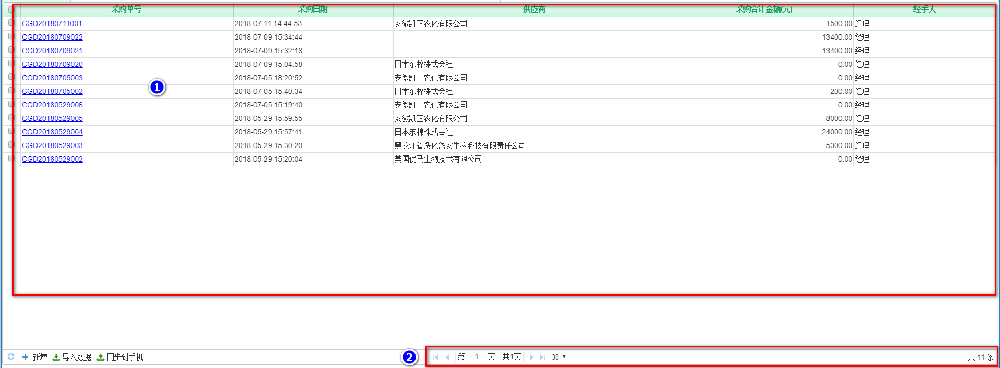 采购单号 采购日期 供应商 采购合计金额(元) 经手人
CGD20180711001 2018-07-11 14:44:53 安徽凯正农化有限公司 1500.00 经理
CGD20180709022 2018-07-09 15:34:44 13400.00 经理
CGD20180709021 2018-07-09 15:32:18 13400.00 经理
CGD20180709020 2018-07-09 15:04:58 日本东棉株式会社 0.00 经理
CGD20180705003 2018-07-05 18:20:52 安徽凯正农化有限公司 0.00 经理
1
CGD20180705002 2018-07-05 15:40:34 日本东棉株式会社 200.00 经理
CGD20180529006 2018-07-05 15:19:40 安徽凯正农化有限公司 0.00 经理
CGD20180529005 2018-05-29 15:59:55 安徽凯正农化有限公司 8000.00 经理
CGD20180529004 2018-05-29 15:57:41 日本东棉株式会社 24000.00 经理
CGD20180529003 2018-05-29 15:30:20 黑龙江省绥化岱安生物科技有限责任公司 5300.00 经理
CGD20180529002 2018-05-29 15:20:04 美国优马生物技术有限公司 0.00 经理
新增 导入数据 同步到手机 2 第 1 页 共1页 30 共 11 条